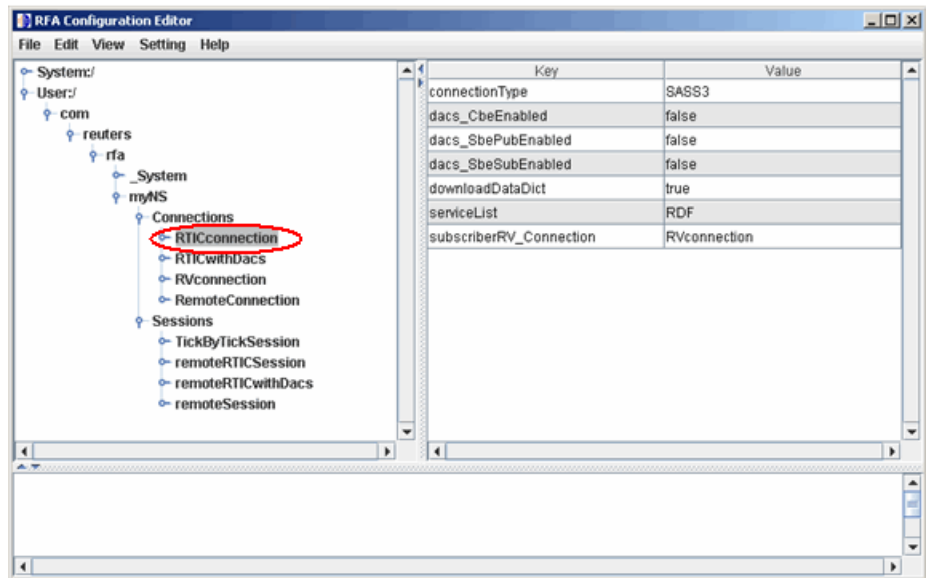 RFA Configuration Editor
File Edit View Setting Help
System:/
User:/
com
reuters
rfa
_System
myNS
Connections
RTICconnection
RTICwithDacs
RVconnection
RemoteConnection
Sessions
TickByTickSession
remoteRTICSession
remoteRTICwithDacs
remoteSession
Key Value
connectionType SASS3
dacs_CbeEnabled false
dacs_SbePubEnabled false
dacs_SbeSubEnabled false
downloadDataDict true
serviceList RDF
subscriberRV_Connection RVconnection